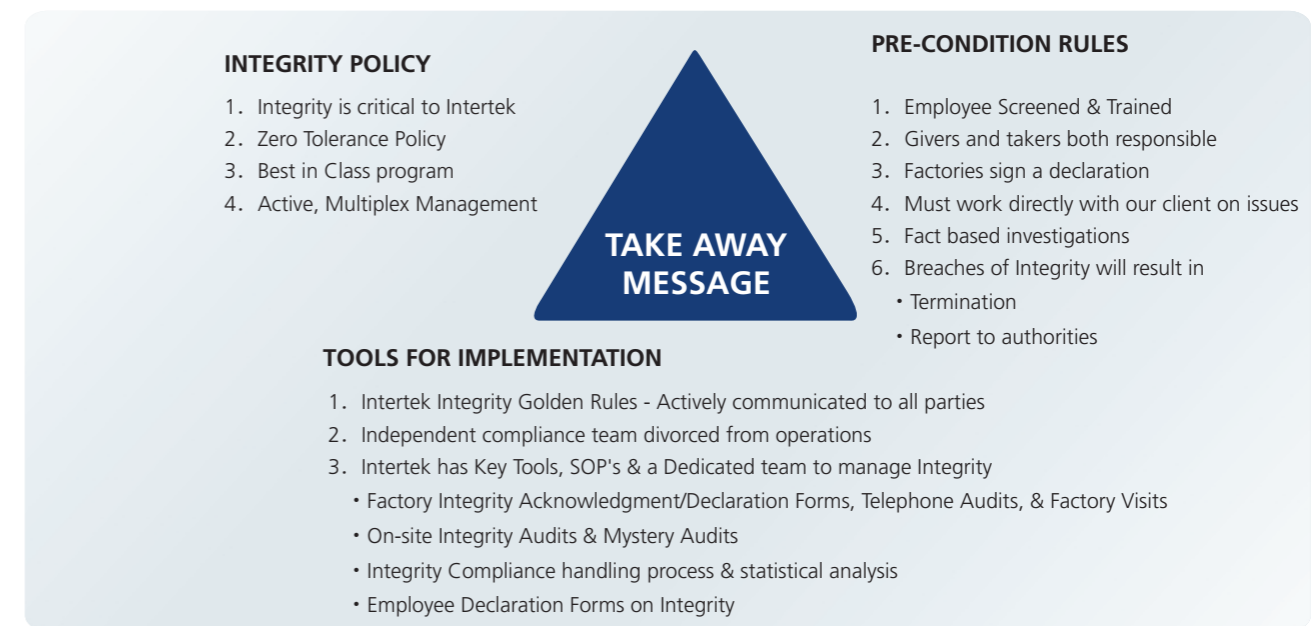 INTEGRITY POLICY
1. Integrity is critical to Intertek
2. Zero Tolerance Policy
3. Best in Class program
4. Active, Multiplex Management
TAKE AWAY
MESSAGE
PRE-CONDITION RULES
1. Employee Screened & Trained
2. Givers and takers both responsible
3. Factories sign a declaration
4. Must work directly with our client on issues
5. Fact based investigations
6. Breaches of Integrity will result in
• Termination
• Report to authorities
TOOLS FOR IMPLEMENTATION
1. Intertek Integrity Golden Rules - Actively communicated to all parties
2. Independent compliance team divorced from operations
3. Intertek has Key Tools, SOP's & a Dedicated team to manage Integrity
• Factory Integrity Acknowledgment/Declaration Forms, Telephone Audits, & Factory Visits
• On-site Integrity Audits & Mystery Audits
• Integrity Compliance handling process & statistical analysis
• Employee Declaration Forms on Integrity